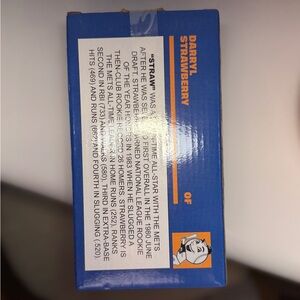 DARRYL
STRAWBERRY
OF
"STRAW" WAS A -TIME ALL-STAR WITH THE METS
AFTER HE WAS FIRST OVERALL IN THE 1980 JUNE
DRAFT. STRAWBERRY EARNED NATIONAL LEAGUE ROOKIE
OF THE YEAR HONORS IN 1983 WHEN HE SLUGGED A
THEN-CLUB ROOKIE RECORD 26 HOMERS. STRAWBERRY IS
THE METS ALL-TIME LEADER IN HOME RUNS (252), RANKS
SECOND IN RBI (733) AND WALKS (580), THIRD IN EXTRA-BASE
HITS (469) AND RUNS (662) AND FOURTH IN SLUGGING (.520).